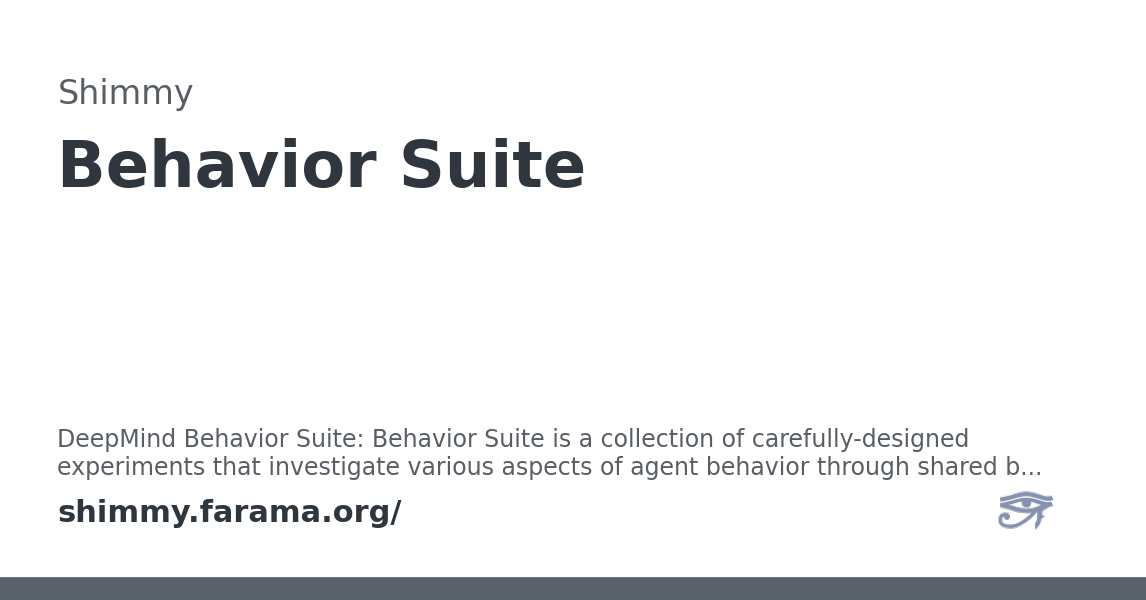 Shimmy
Behavior Suite
DeepMind Behavior Suite: Behavior Suite is a collection of carefully-designed
experiments that investigate various aspects of agent behavior through shared b...
shimmy.farama.org/